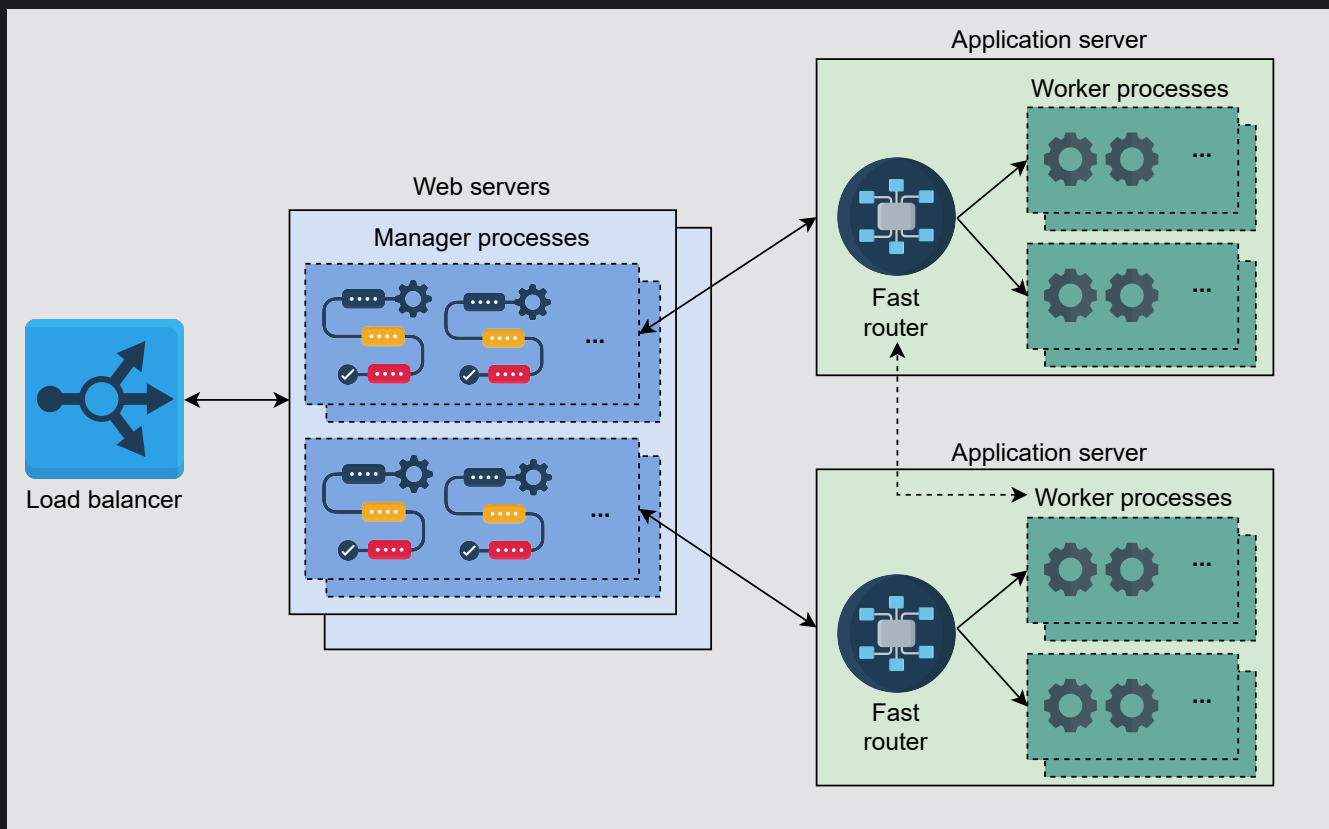 Application server
Worker processes
...
Fast
router
...
Web servers
Manager processes
...
...
Load balancer
Application server
Worker processes
...
Fast
router
...